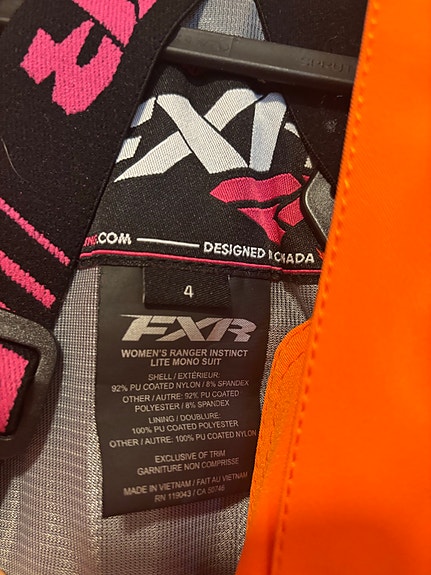 FXR
.COM
DESIGNED IN CANADA
4
FXR
WOMEN'S RANGER INSTINCT
LITE MONO SUIT
SHELL / EXTÉRIEUR:
92% PU COATED NYLON / 8% SPANDEX
OTHER / AUTRE: 92% PU COATED
POLYESTER / 8% SPANDEX
LINING / DOUBLURE:
100% PU COATED POLYESTER
OTHER / AUTRE: 100% PU COATED NYLON
EXCLUSIVE OF TRIM
GARNITURE NON COMPRISE
MADE IN VIETNAM / FAIT AU VIETNAM
RN 119043 / CA 50746